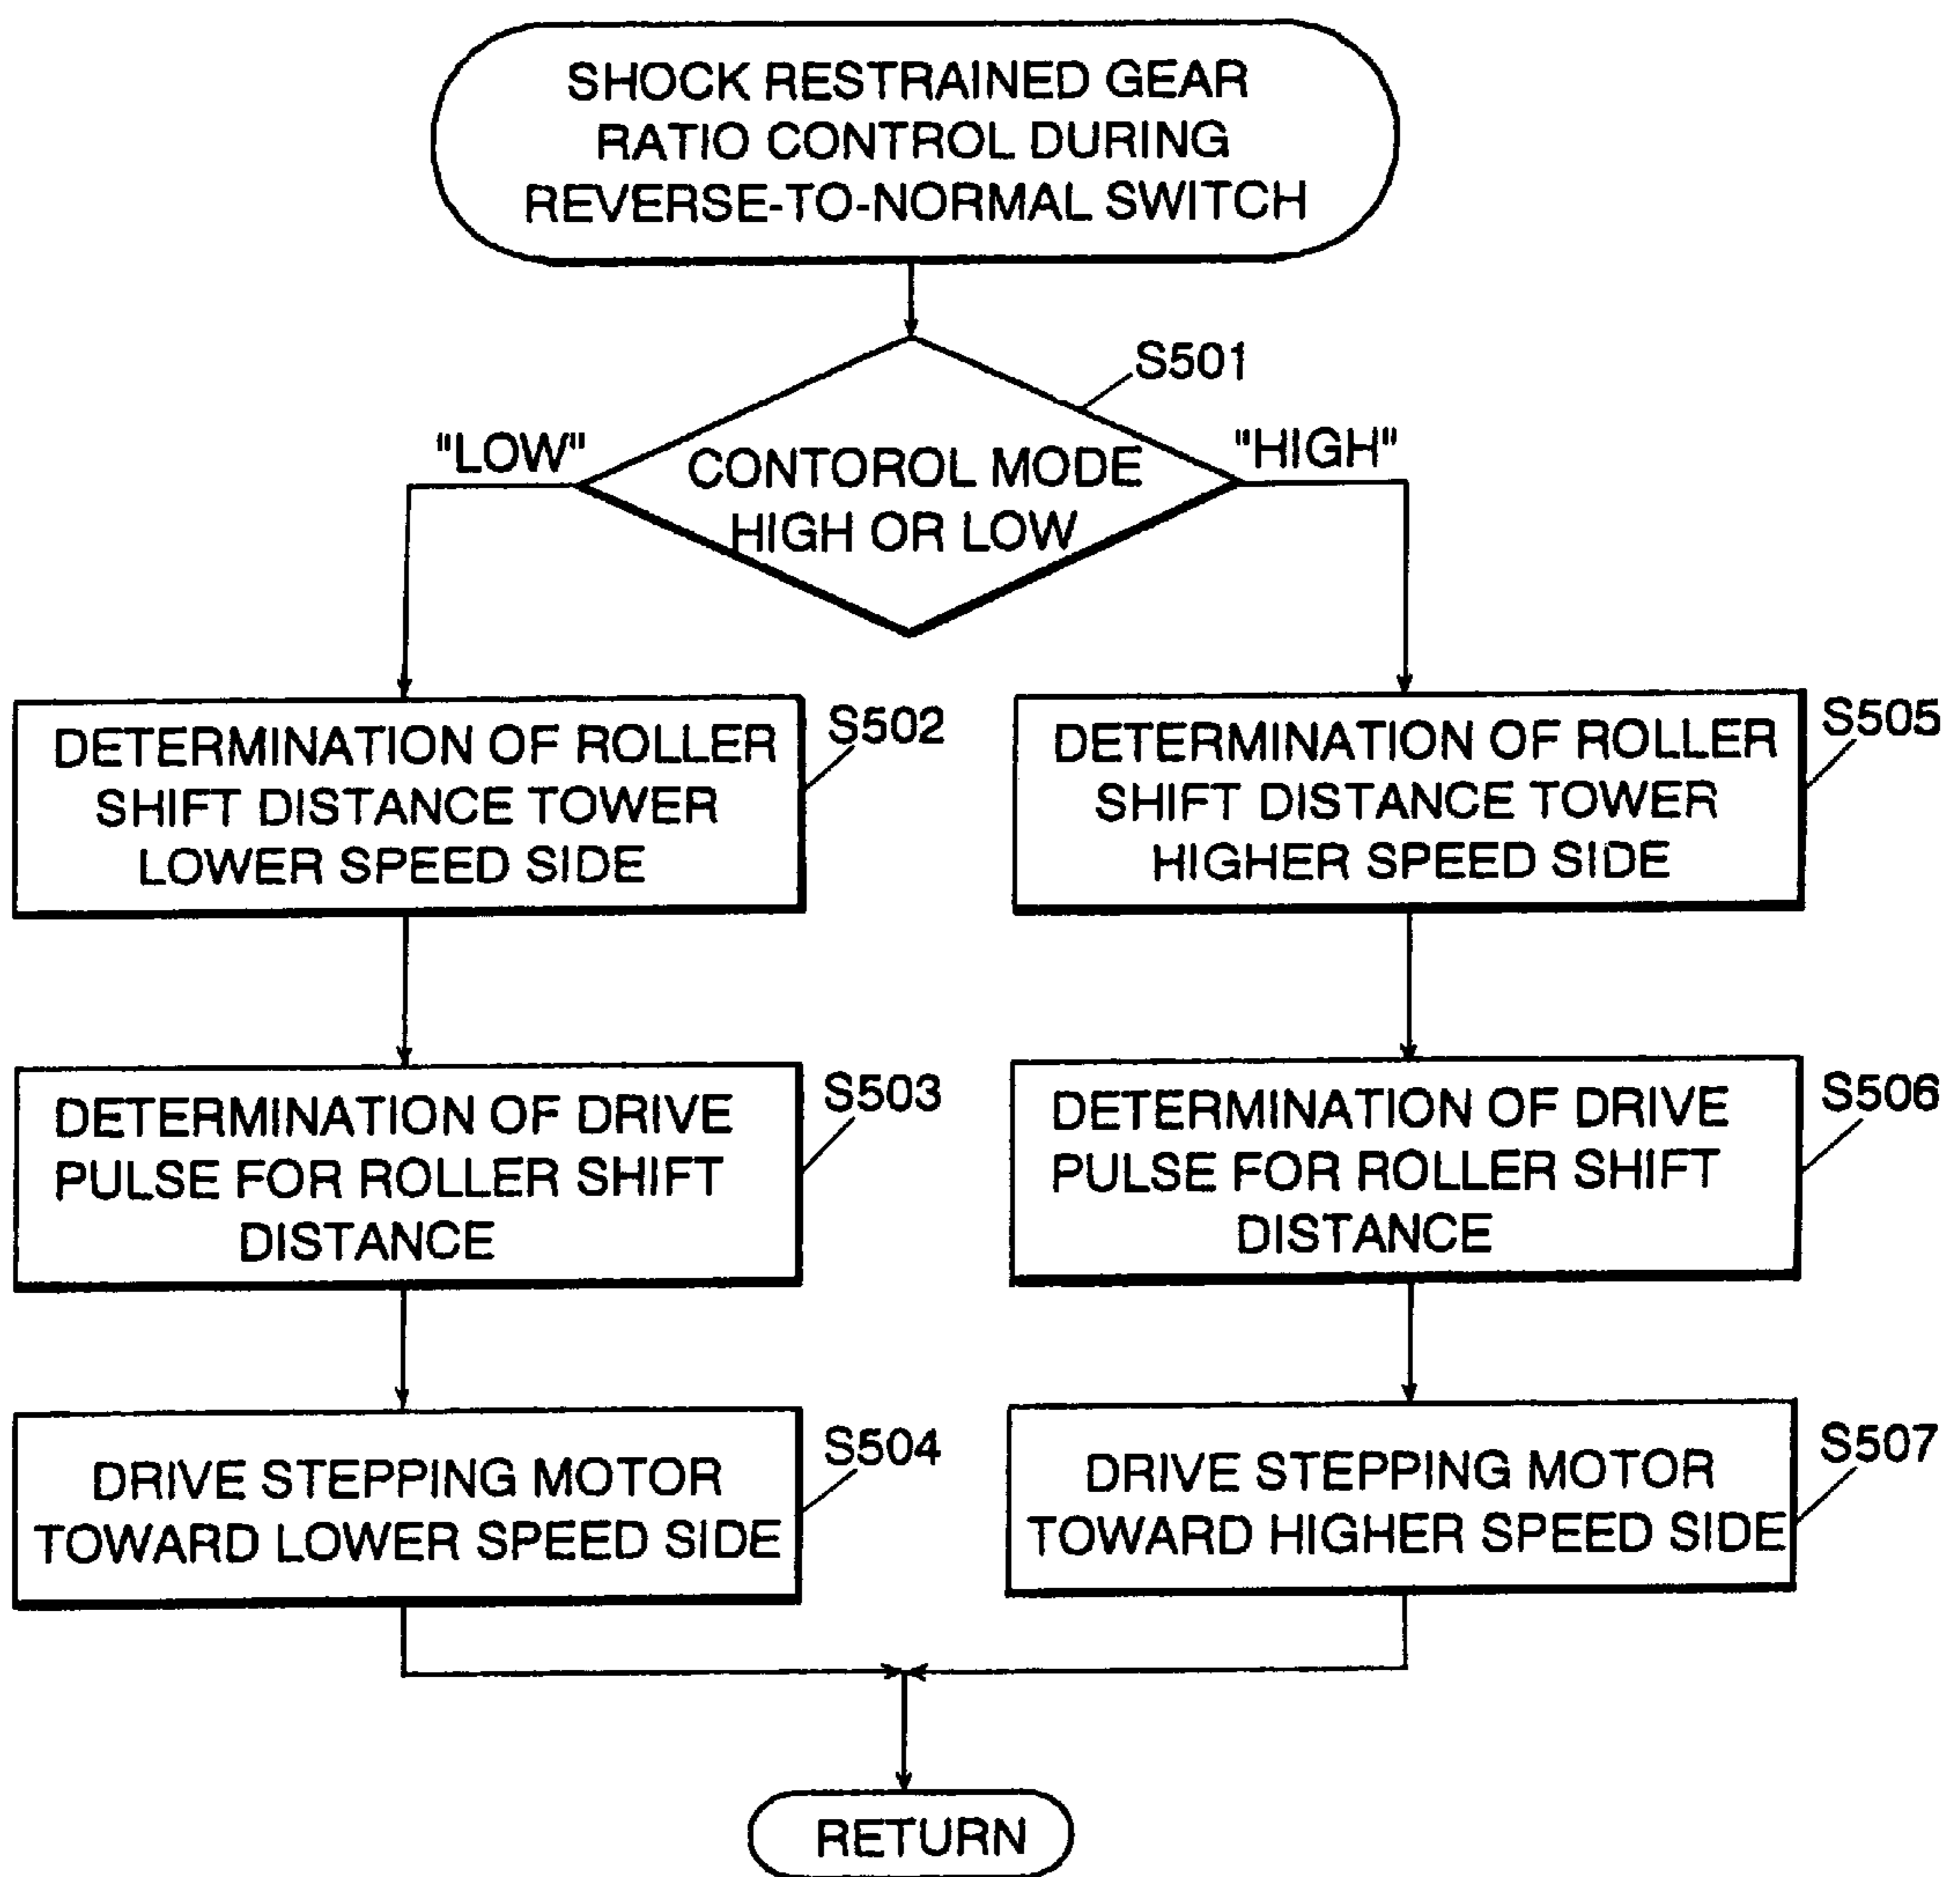 SHOCK RESTRAINED GEAR
RATIO CONTROL DURING
REVERSE-TO-NORMAL SWITCH
S501
"LOW"
"HIGH"
CONTOROL MODE
HIGH OR LOW
DETERMINATION OF ROLLER
SHIFT DISTANCE TOWER
LOWER SPEED SIDE
S502
DETERMINATION OF DRIVE
PULSE FOR ROLLER SHIFT
DISTANCE
S503
DRIVE STEPPING MOTOR
TOWARD LOWER SPEED SIDE
S504
DETERMINATION OF ROLLER
SHIFT DISTANCE TOWER
HIGHER SPEED SIDE
S505
DETERMINATION OF DRIVE
PULSE FOR ROLLER SHIFT
DISTANCE
S506
DRIVE STEPPING MOTOR
TOWARD HIGHER SPEED SIDE
S507
RETURN